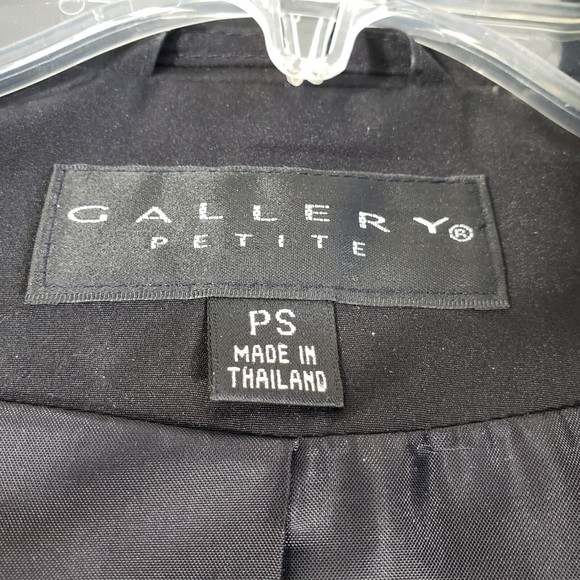 GALLERY®
PETITE
PS
MADE IN
THAILAND